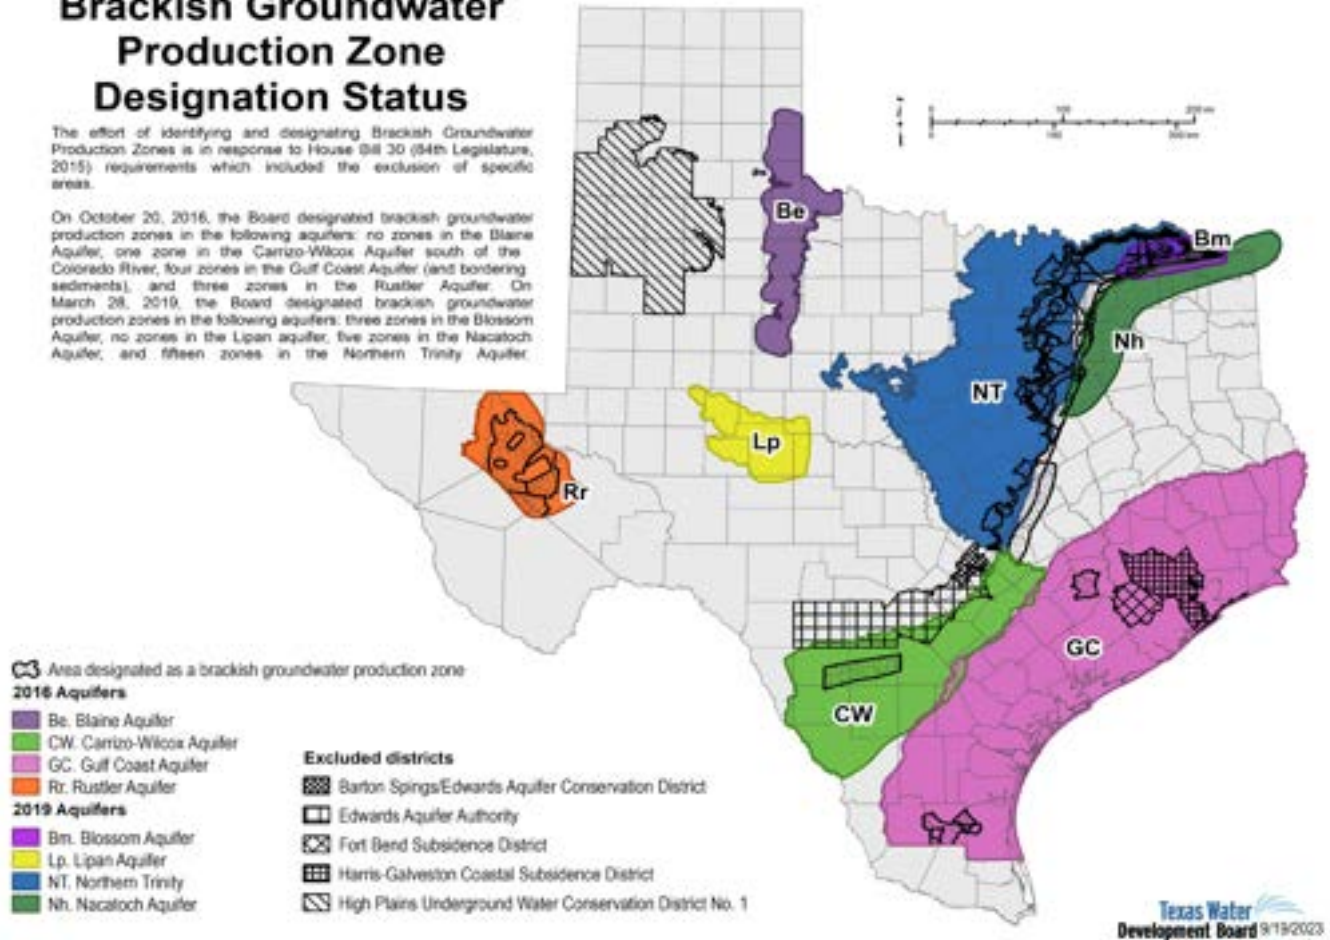 Brackish Groundwater
Production Zone
Designation Status
The effort of identifying and designating Brackish Groundwater
Production Zones is in response to House Bill 30 (84th Legislature,
2015) requirements which included the exclusion of specific
areas.
On October 20, 2016, the Board designated brackish groundwater
production zones in the following aquifers: no zones in the Blaine
Aquifer, one zone in the Carrizo-Wilcox Aquifer south of the
Colorado River, four zones in the Gulf Coast Aquifer (and bordering
sediments), and three zones in the Rustler Aquifer. On
March 28, 2019, the Board designated brackish groundwater
production zones in the following aquifers: three zones in the Blossom
Aquifer, no zones in the Lipan aquifer, five zones in the Nacatoch
Aquifer, and fifteen zones in the Northern Trinity Aquifer.
Be
Bm
Nh
NT
Lp
Rr
GC
CW
Area designated as a brackish groundwater production zone
2016 Aquifers
Be. Blaine Aquifer
CW. Carrizo-Wilcox Aquifer
GC. Gulf Coast Aquifer
Rr. Rustler Aquifer
2019 Aquifers
Bm. Blossom Aquifer
Lp. Lipan Aquifer
NT. Northern Trinity
Nh. Nacatoch Aquifer
Excluded districts
Barton Spings/Edwards Aquifer Conservation District
Edwards Aquifer Authority
Fort Bend Subsidence District
Harris-Galveston Coastal Subsidence District
High Plains Underground Water Conservation District No. 1
Texas Water
Development Board 9/19/2023